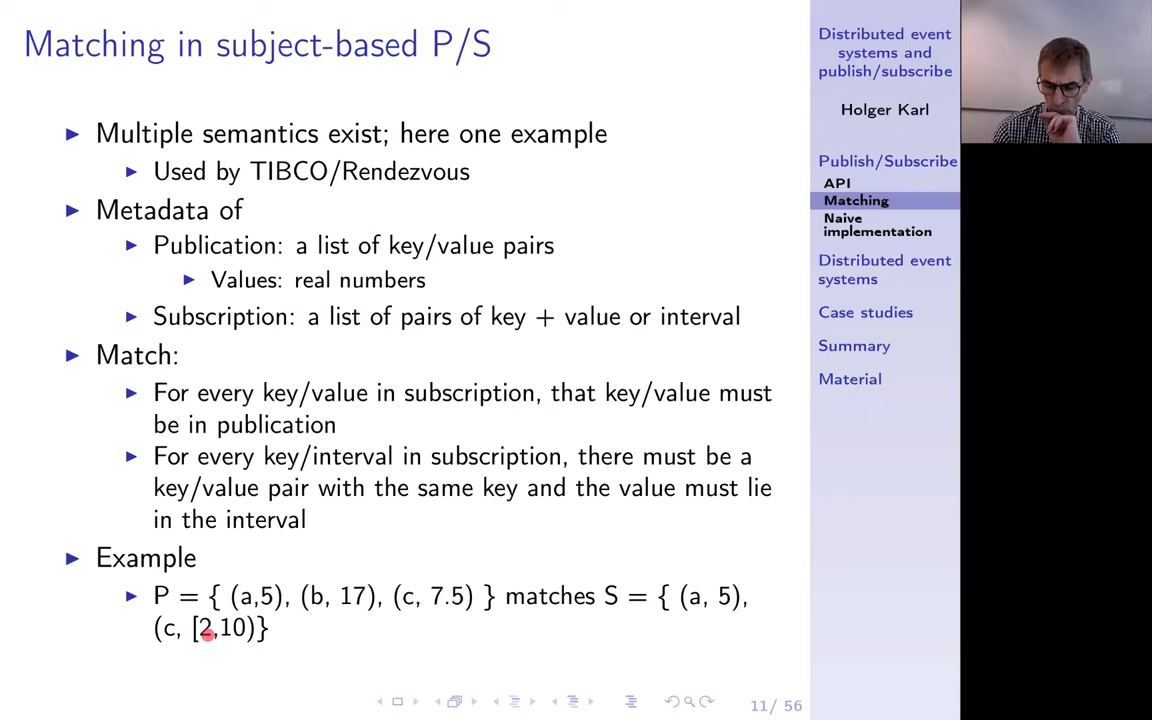 Matching in subject-based P/S
Multiple semantics exist; here one example
Used by TIBCO/Rendezvous
Metadata of
Publication: a list of key/value pairs
Values: real numbers
Subscription: a list of pairs of key + value or interval
Match:
For every key/value in subscription, that key/value must
be in publication
For every key/interval in subscription, there must be a
key/value pair with the same key and the value must lie
in the interval
Example
P = { (a,5), (b, 17), (c, 7.5) } matches S = { (a, 5),
(c, [2,10)}
11/ 56
Distributed event
systems and
publish/subscribe
Holger Karl
Publish/Subscribe
API
Matching
Naive
implementation
Distributed event
systems
Case studies
Summary
Material